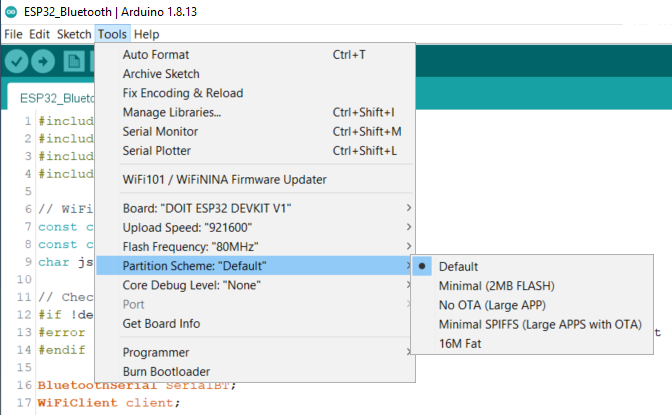 ESP32_Bluetooth | Arduino 1.8.13
File Edit Sketch Tools Help
Auto Format Ctrl+T
Archive Sketch
Fix Encoding & Reload
Manage Libraries... Ctrl+Shift+I
Serial Monitor Ctrl+Shift+M
Serial Plotter Ctrl+Shift+L
WiFi101 / WiFiNINA Firmware Updater
Board: "DOIT ESP32 DEVKIT V1"
Upload Speed: "921600"
Flash Frequency: "80MHz"
Partition Scheme: "Default"
Core Debug Level: "None"
Port
Get Board Info
Programmer
Burn Bootloader
Default
Minimal (2MB FLASH)
No OTA (Large APP)
Minimal SPIFFS (Large APPS with OTA)
16M Fat
ESP32_Bluetoo
1 #includ
2 #includ
3 #includ
4 #includ
5
6 // WiFi
7 const c
8 const c
9 char js
10
11 // Chec
12 #if !de
13 #error t
14 #endif
15
16 BluetoothSerial SerialBT;
17 WiFiClient client;